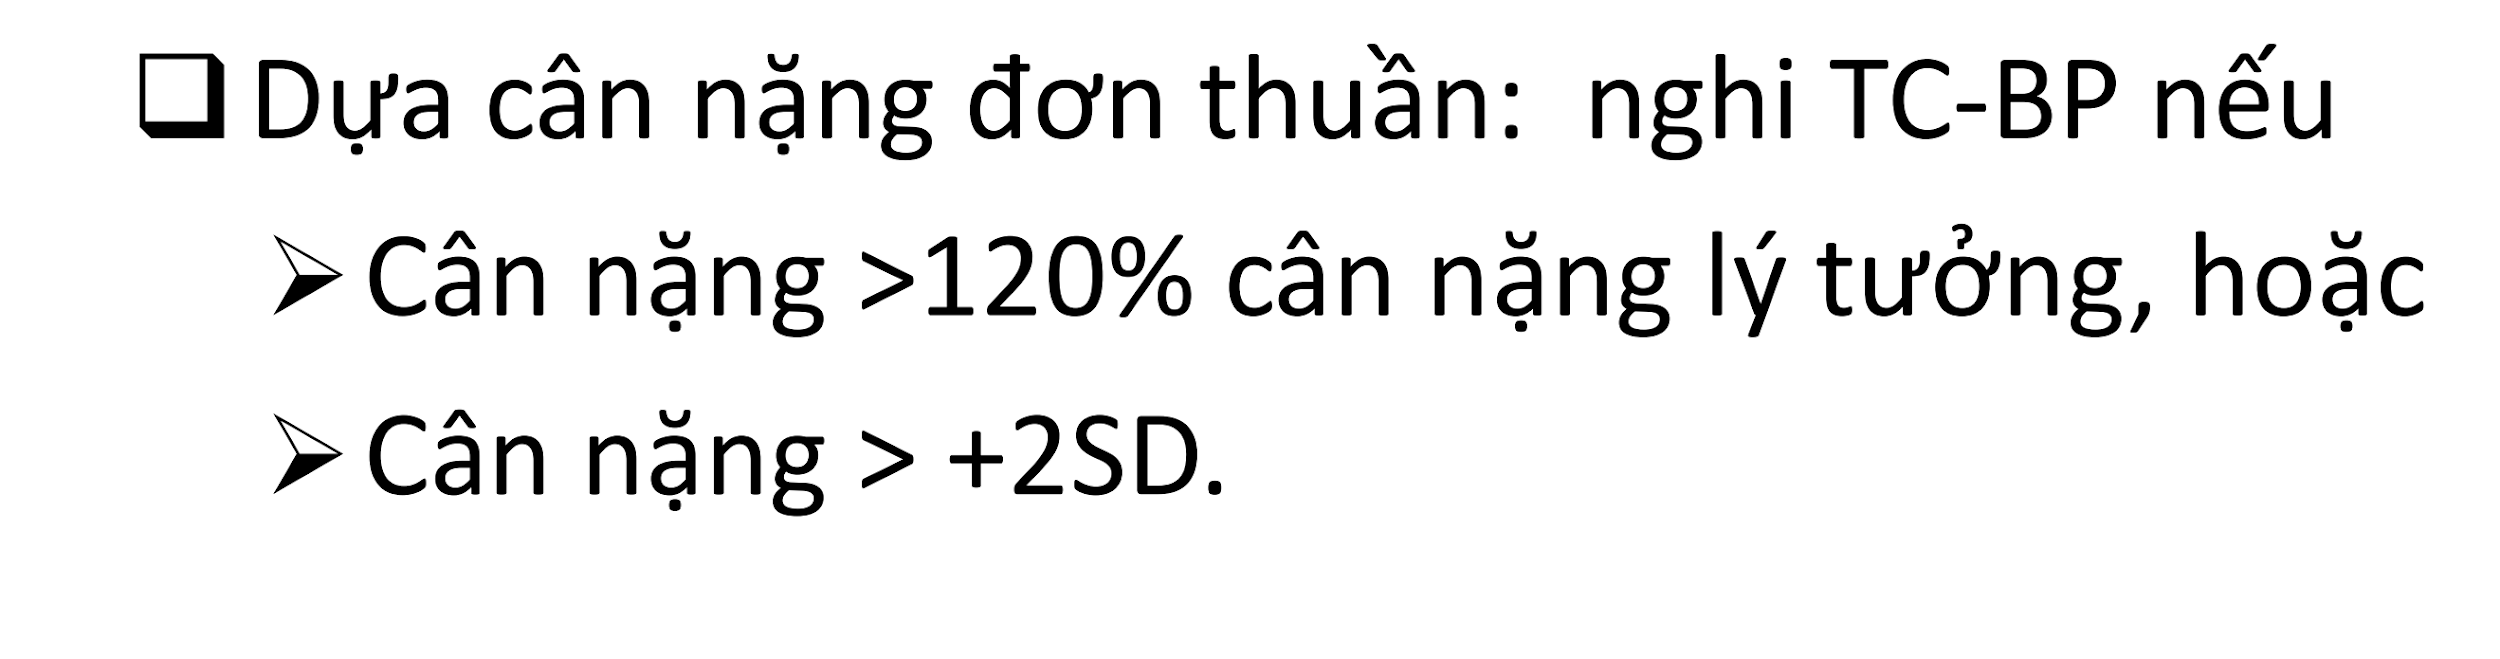 ❑ Dựa cân nặng đơn thuần: nghi TC-BP nếu
➢ Cân nặng >120% cân nặng lý tưởng, hoặc
➢ Cân nặng > +2SD.